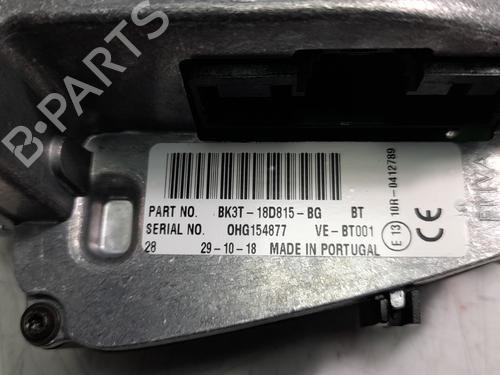 B-PARTS
PART NO. BK3T-18D815-BG BT
SERIAL NO. OHG154877 VE-BT001
28 29-10-18 MADE IN PORTUGAL
E 13
10R-0412789
CE